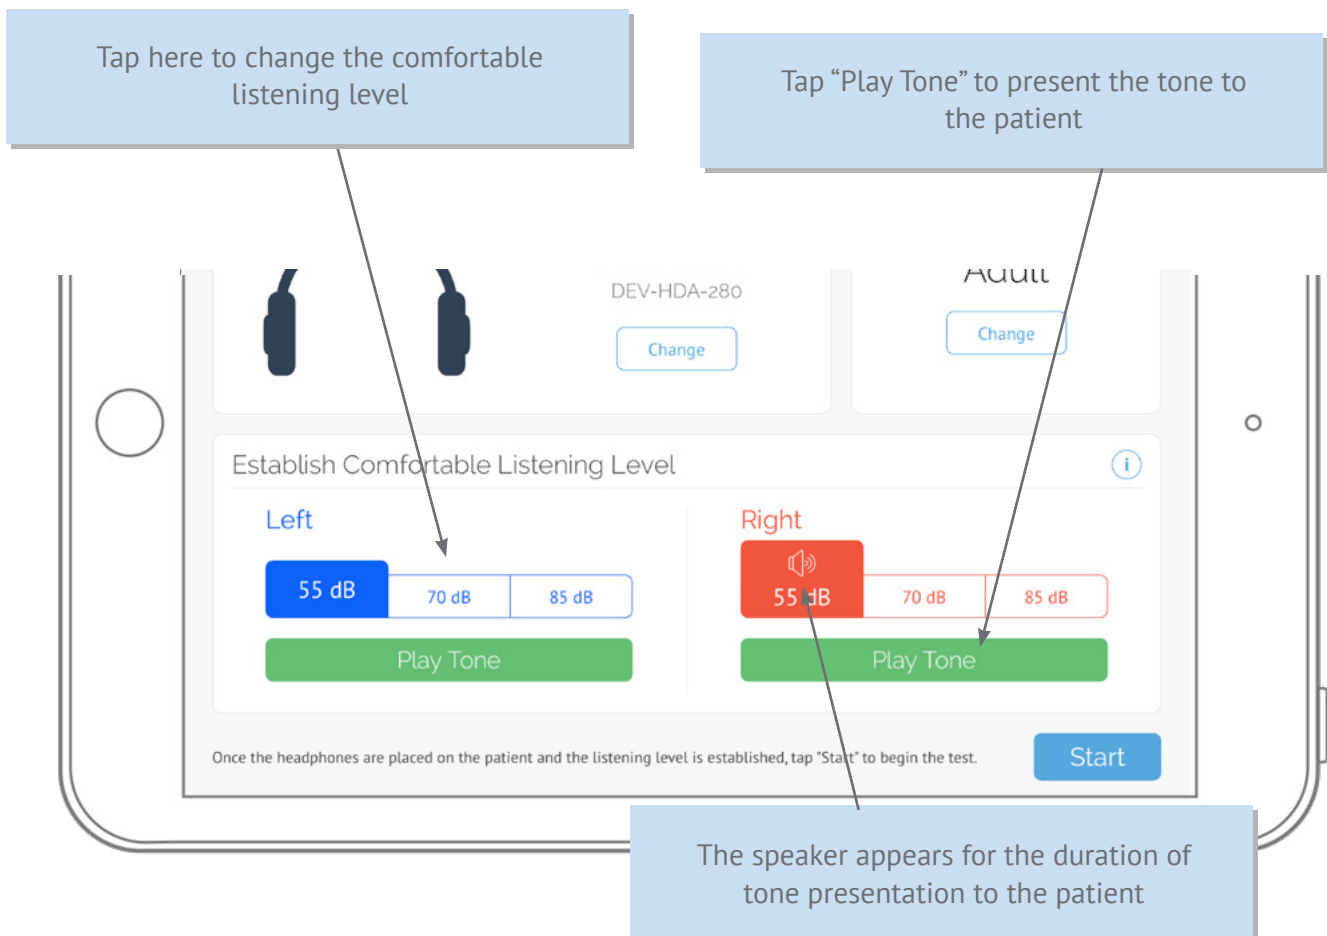 Tap here to change the comfortable
listening level
Tap “Play Tone” to present the tone to
the patient
DEV-HDA-280
Change
Adult
Change
Establish Comfortable Listening Level
i
Left
55 dB
70 dB
85 dB
Play Tone
Right
55 dB
70 dB
85 dB
Play Tone
Once the headphones are placed on the patient and the listening level is established, tap "Start" to begin the test.
Start
The speaker appears for the duration of
tone presentation to the patient